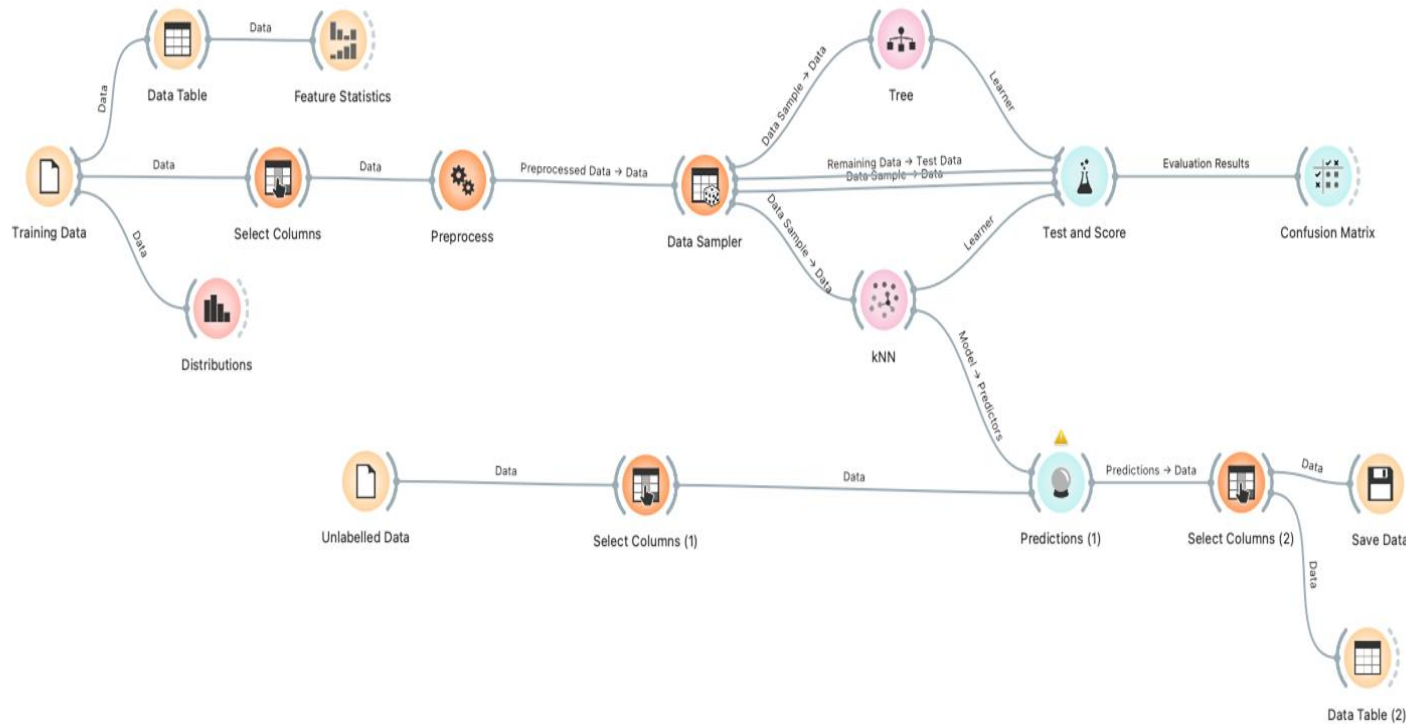 Data
Data Table
Feature Statistics
Data
Data
Training Data
Select Columns
Data
Preprocess
Preprocessed Data → Data
Data Sampler
Data
Distributions
Data Sample → Data
Tree
Learner
Remaining Data → Test Data
Data Sample → Data
Data Sample → Data
kNN
Learner
Test and Score
Evaluation Results
Confusion Matrix
Model → Predictors
Unlabelled Data
Data
Select Columns (1)
Data
Predictions (1)
Predictions → Data
Select Columns (2)
Data
Save Data
Data
Data Table (2)